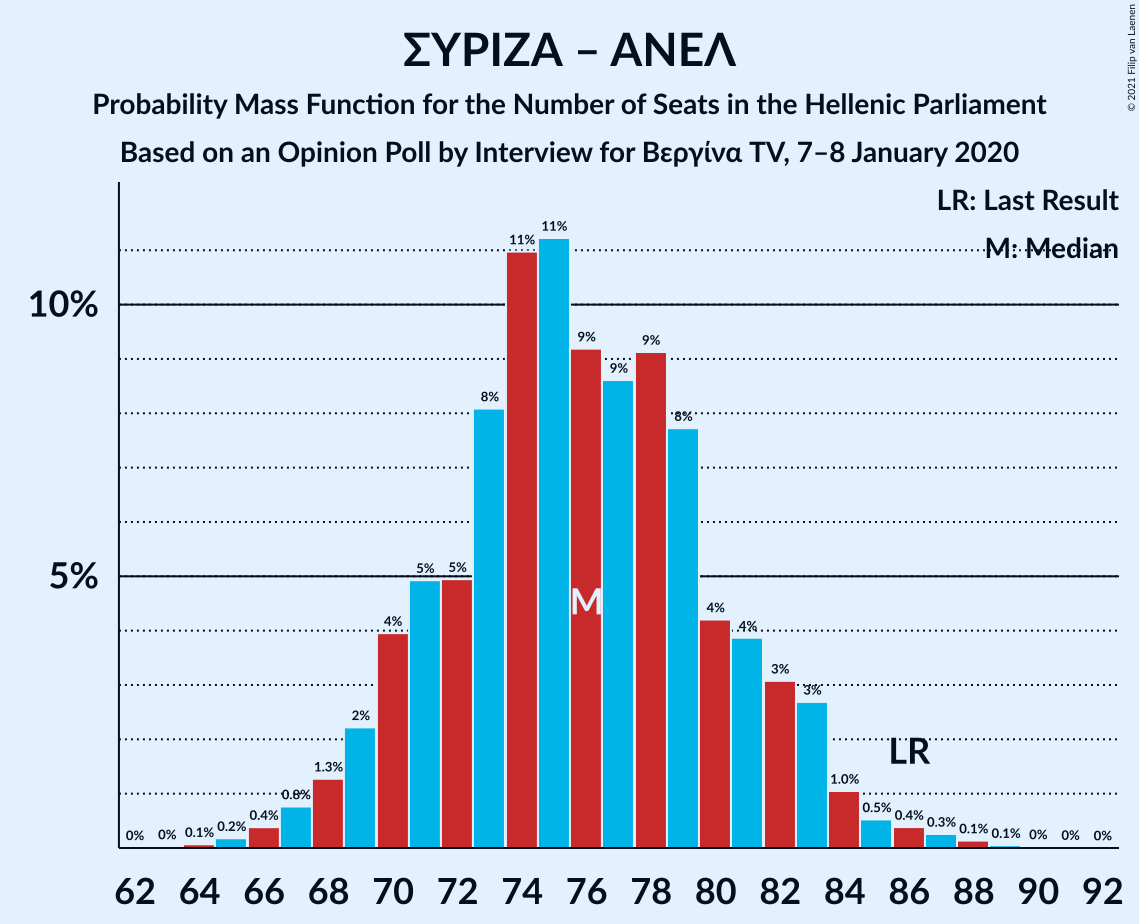 ΣΥΡΙΖΑ – ΑΝΕΛ
Probability Mass Function for the Number of Seats in the Hellenic Parliament
Based on an Opinion Poll by Interview for Βεργίνα TV, 7–8 January 2020
© 2021 Filip van Laenen
LR: Last Result
M: Median
10%
5%
0% 0% 0.1% 0.2% 0.4% 0.8% 1.3% 2% 4% 5% 5% 8% 11% 11% 9% 9% 9% 8% 4% 4% 3% 3% 1.0% 0.5% 0.4% 0.3% 0.1% 0.1% 0% 0% 0%
M
LR
62 64 66 68 70 72 74 76 78 80 82 84 86 88 90 92